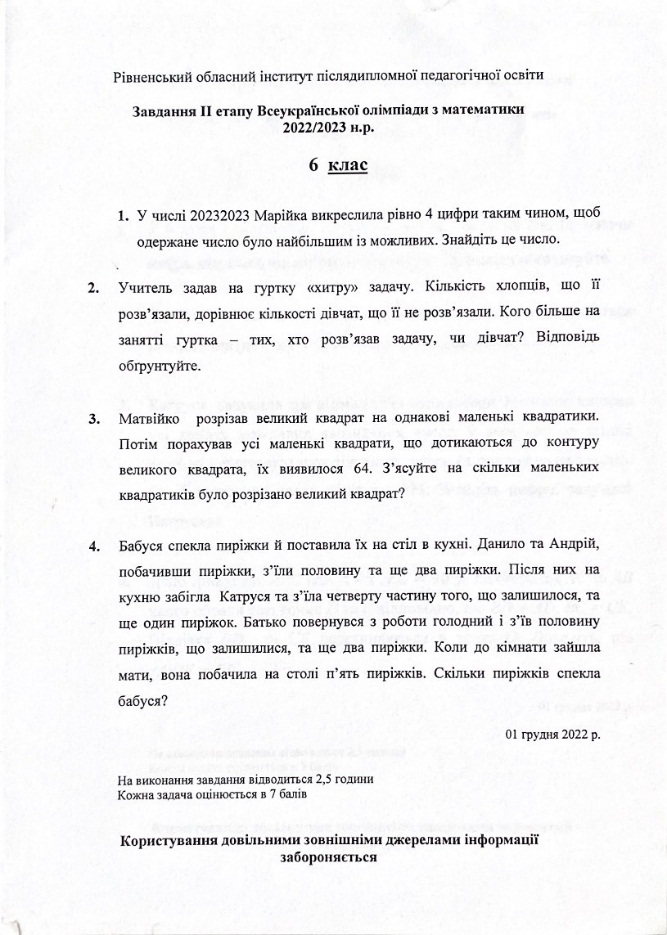 Рівненський обласний інститут післядипломної педагогічної освіти
Завдання ІІ етапу Всеукраїнської олімпіади з математики
2022/2023 н.р.
6 клас
1. У числі 20232023 Марійка викреслила рівно 4 цифри таким чином, щоб
одержане число було найбільшим із можливих. Знайдіть це число.
2. Учитель задав на гуртку «хитру» задачу. Кількість хлопців, що її
розв’язали, дорівнює кількості дівчат, що її не розв’язали. Кого більше на
занятті гуртка – тих, хто розв’язав задачу, чи дівчат? Відповідь
обґрунтуйте.
3. Матвійко розрізав великий квадрат на однакові маленькі квадратики.
Потім порахував усі маленькі квадрати, що дотикаються до контуру
великого квадрата, їх виявилося 64. З’ясуйте на скільки маленьких
квадратиків було розрізано великий квадрат?
4. Бабуся спекла пиріжки й поставила їх на стіл в кухні. Данило та Андрій,
побачивши пиріжки, з’їли половину та ще два пиріжки. Після них на
кухню забігла Катруся та з’їла четверту частину того, що залишилося, та
ще один пиріжок. Батько повернувся з роботи голодний і з’їв половину
пиріжків, що залишилися, та ще два пиріжки. Коли до кімнати зайшла
мати, вона побачила на столі п’ять пиріжків. Скільки пиріжків спекла
бабуся?
01 грудня 2022 р.
На виконання завдання відводиться 2,5 години
Кожна задача оцінюється в 7 балів
Користування довільними зовнішніми джерелами інформації
забороняється